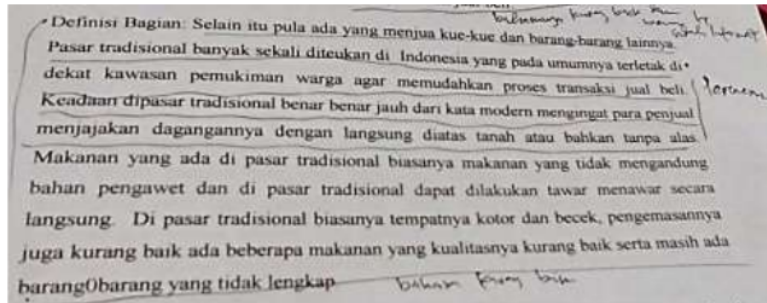 Definisi Bagian: Selain itu pula ada yang menjua kue-kue dan barang-barang lainnya.
Pasar tradisional banyak sekali diteukan di Indonesia yang pada umumnya terletak di
dekat kawasan pemukiman warga agar memudahkan proses transaksi jual beli.
Keadaan dipasar tradisional benar benar jauh dari kata modern mengingat para penjual
menjajakan dagangannya dengan langsung diatas tanah atau bahkan tanpa alas.
Makanan yang ada di pasar tradisional biasanya makanan yang tidak mengandung
bahan pengawet dan di pasar tradisional dapat dilakukan tawar menawar secara
langsung. Di pasar tradisional biasanya tempatnya kotor dan becek, pengemasannya
juga kurang baik ada beberapa makanan yang kualitasnya kurang baik serta masih ada
barang0barang yang tidak lengkap